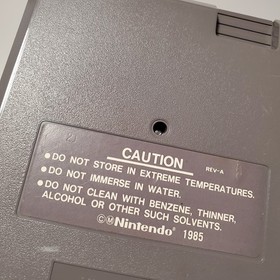 CAUTION
REV-A
•DO NOT STORE IN EXTREME TEMPERATURES.
•DO NOT IMMERSE IN WATER.
•DO NOT CLEAN WITH BENZENE, THINNER,
ALCOHOL OR OTHER SUCH SOLVENTS.
©ⓂNintendo 1985